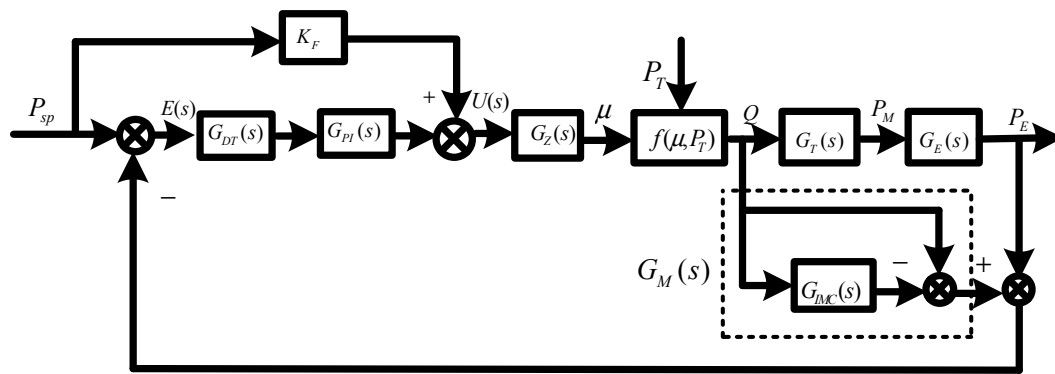 K_F
P_T
P_sp
E(s)
G_DT(s)
G_PI(s)
+
U(s)
G_Z(s)
μ
f(μ,P_T)
Q
G_T(s)
P_M
G_E(s)
P_E
−
G_M(s)
G_IMC(s)
−
+